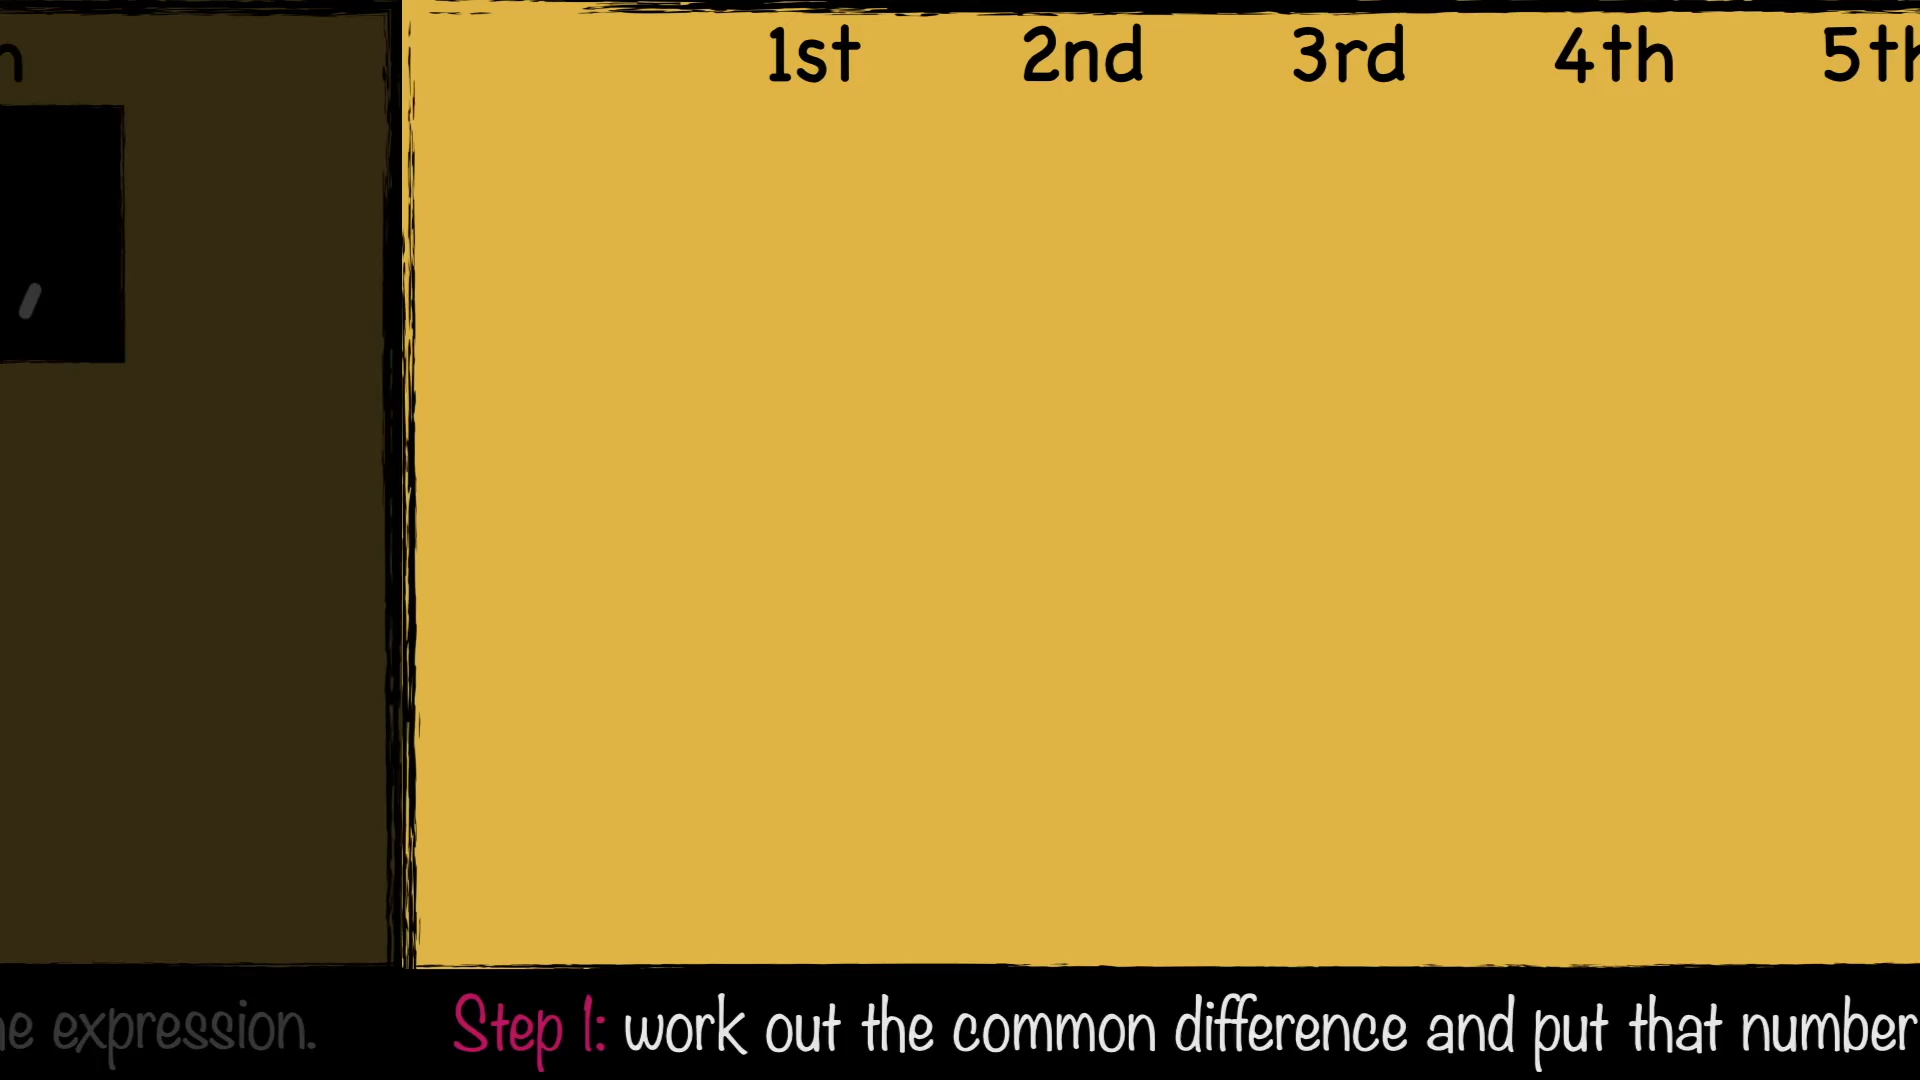 1st 2nd 3rd 4th
expression.
Step 1: work out the common difference and put that number